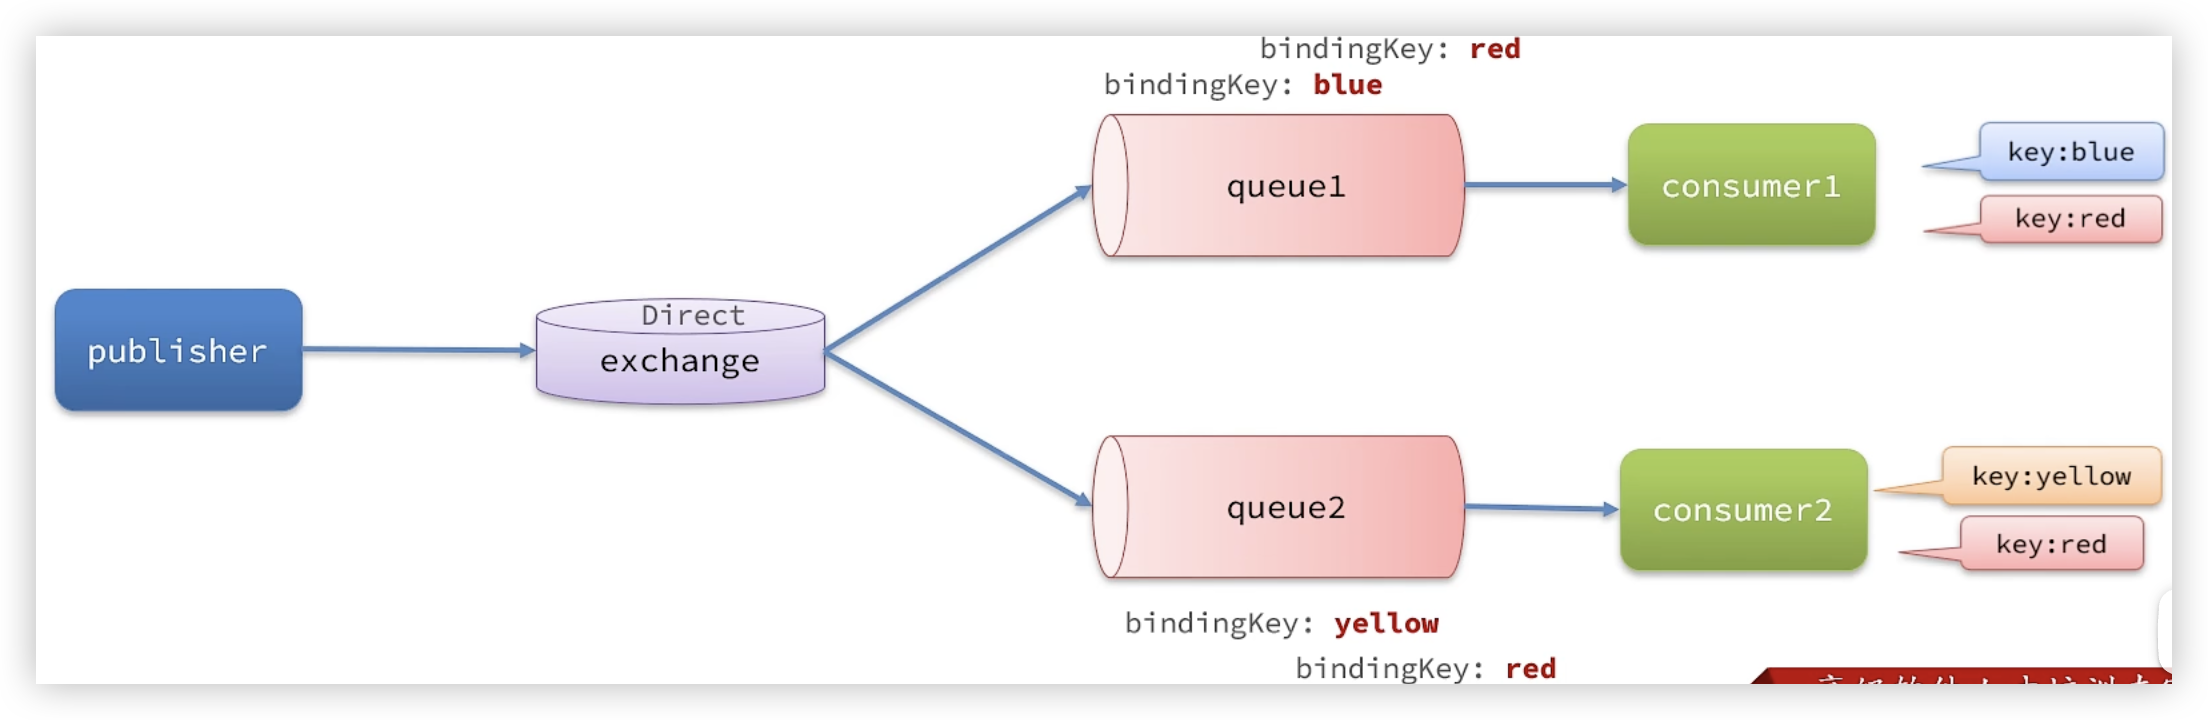 bindingKey: red
bindingKey: blue
queue1
consumer1
key:blue
key:red
publisher
Direct
exchange
queue2
consumer2
key:yellow
key:red
bindingKey: yellow
bindingKey: red